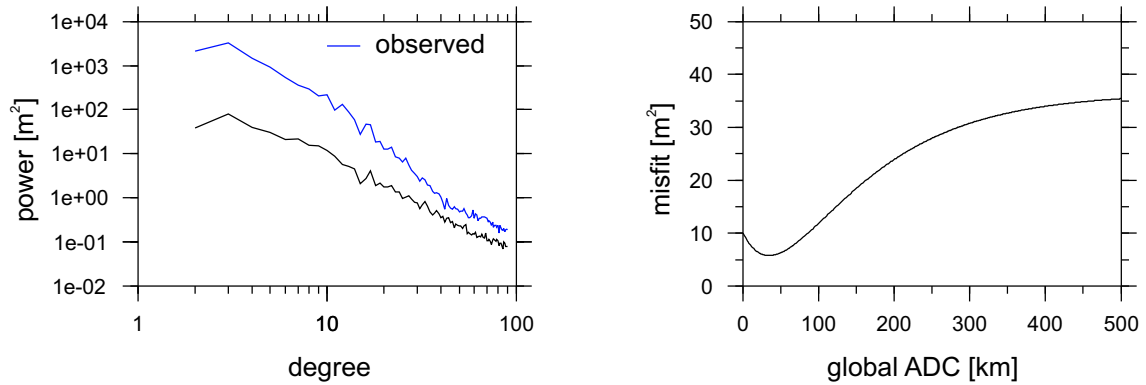 1e+04
1e+03
1e+02
1e+01
1e+00
1e-01
1e-02
power [m²]
observed
1
10
100
degree
50
40
30
20
10
0
misfit [m²]
0
100
200
300
400
500
global ADC [km]